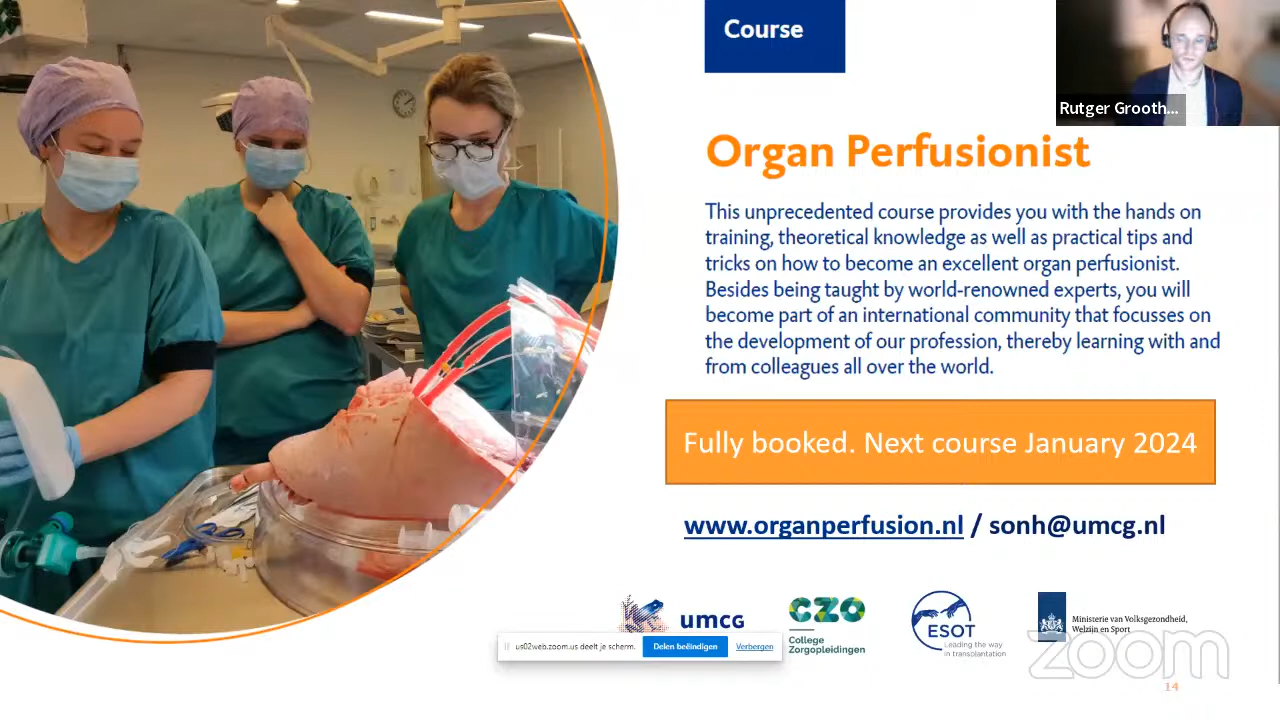 Course
Rutger Grooth...
Organ Perfusionist
This unprecedented course provides you with the hands on
training, theoretical knowledge as well as practical tips and
tricks on how to become an excellent organ perfusionist.
Besides being taught by world-renowned experts, you will
become part of an international community that focusses on
the development of our profession, thereby learning with and
from colleagues all over the world.
Fully booked. Next course January 2024
www.organperfusion.nl / sonh@umcg.nl
umcg
CZO
College
Zorgopleidingen
ESOT
Leading the way
in transplantation
Ministerie van Volksgezondheid,
Welzijn en Sport
us02web.zoom.us deelt je scherm. Delen beëindigen Verbergen
zoom
14